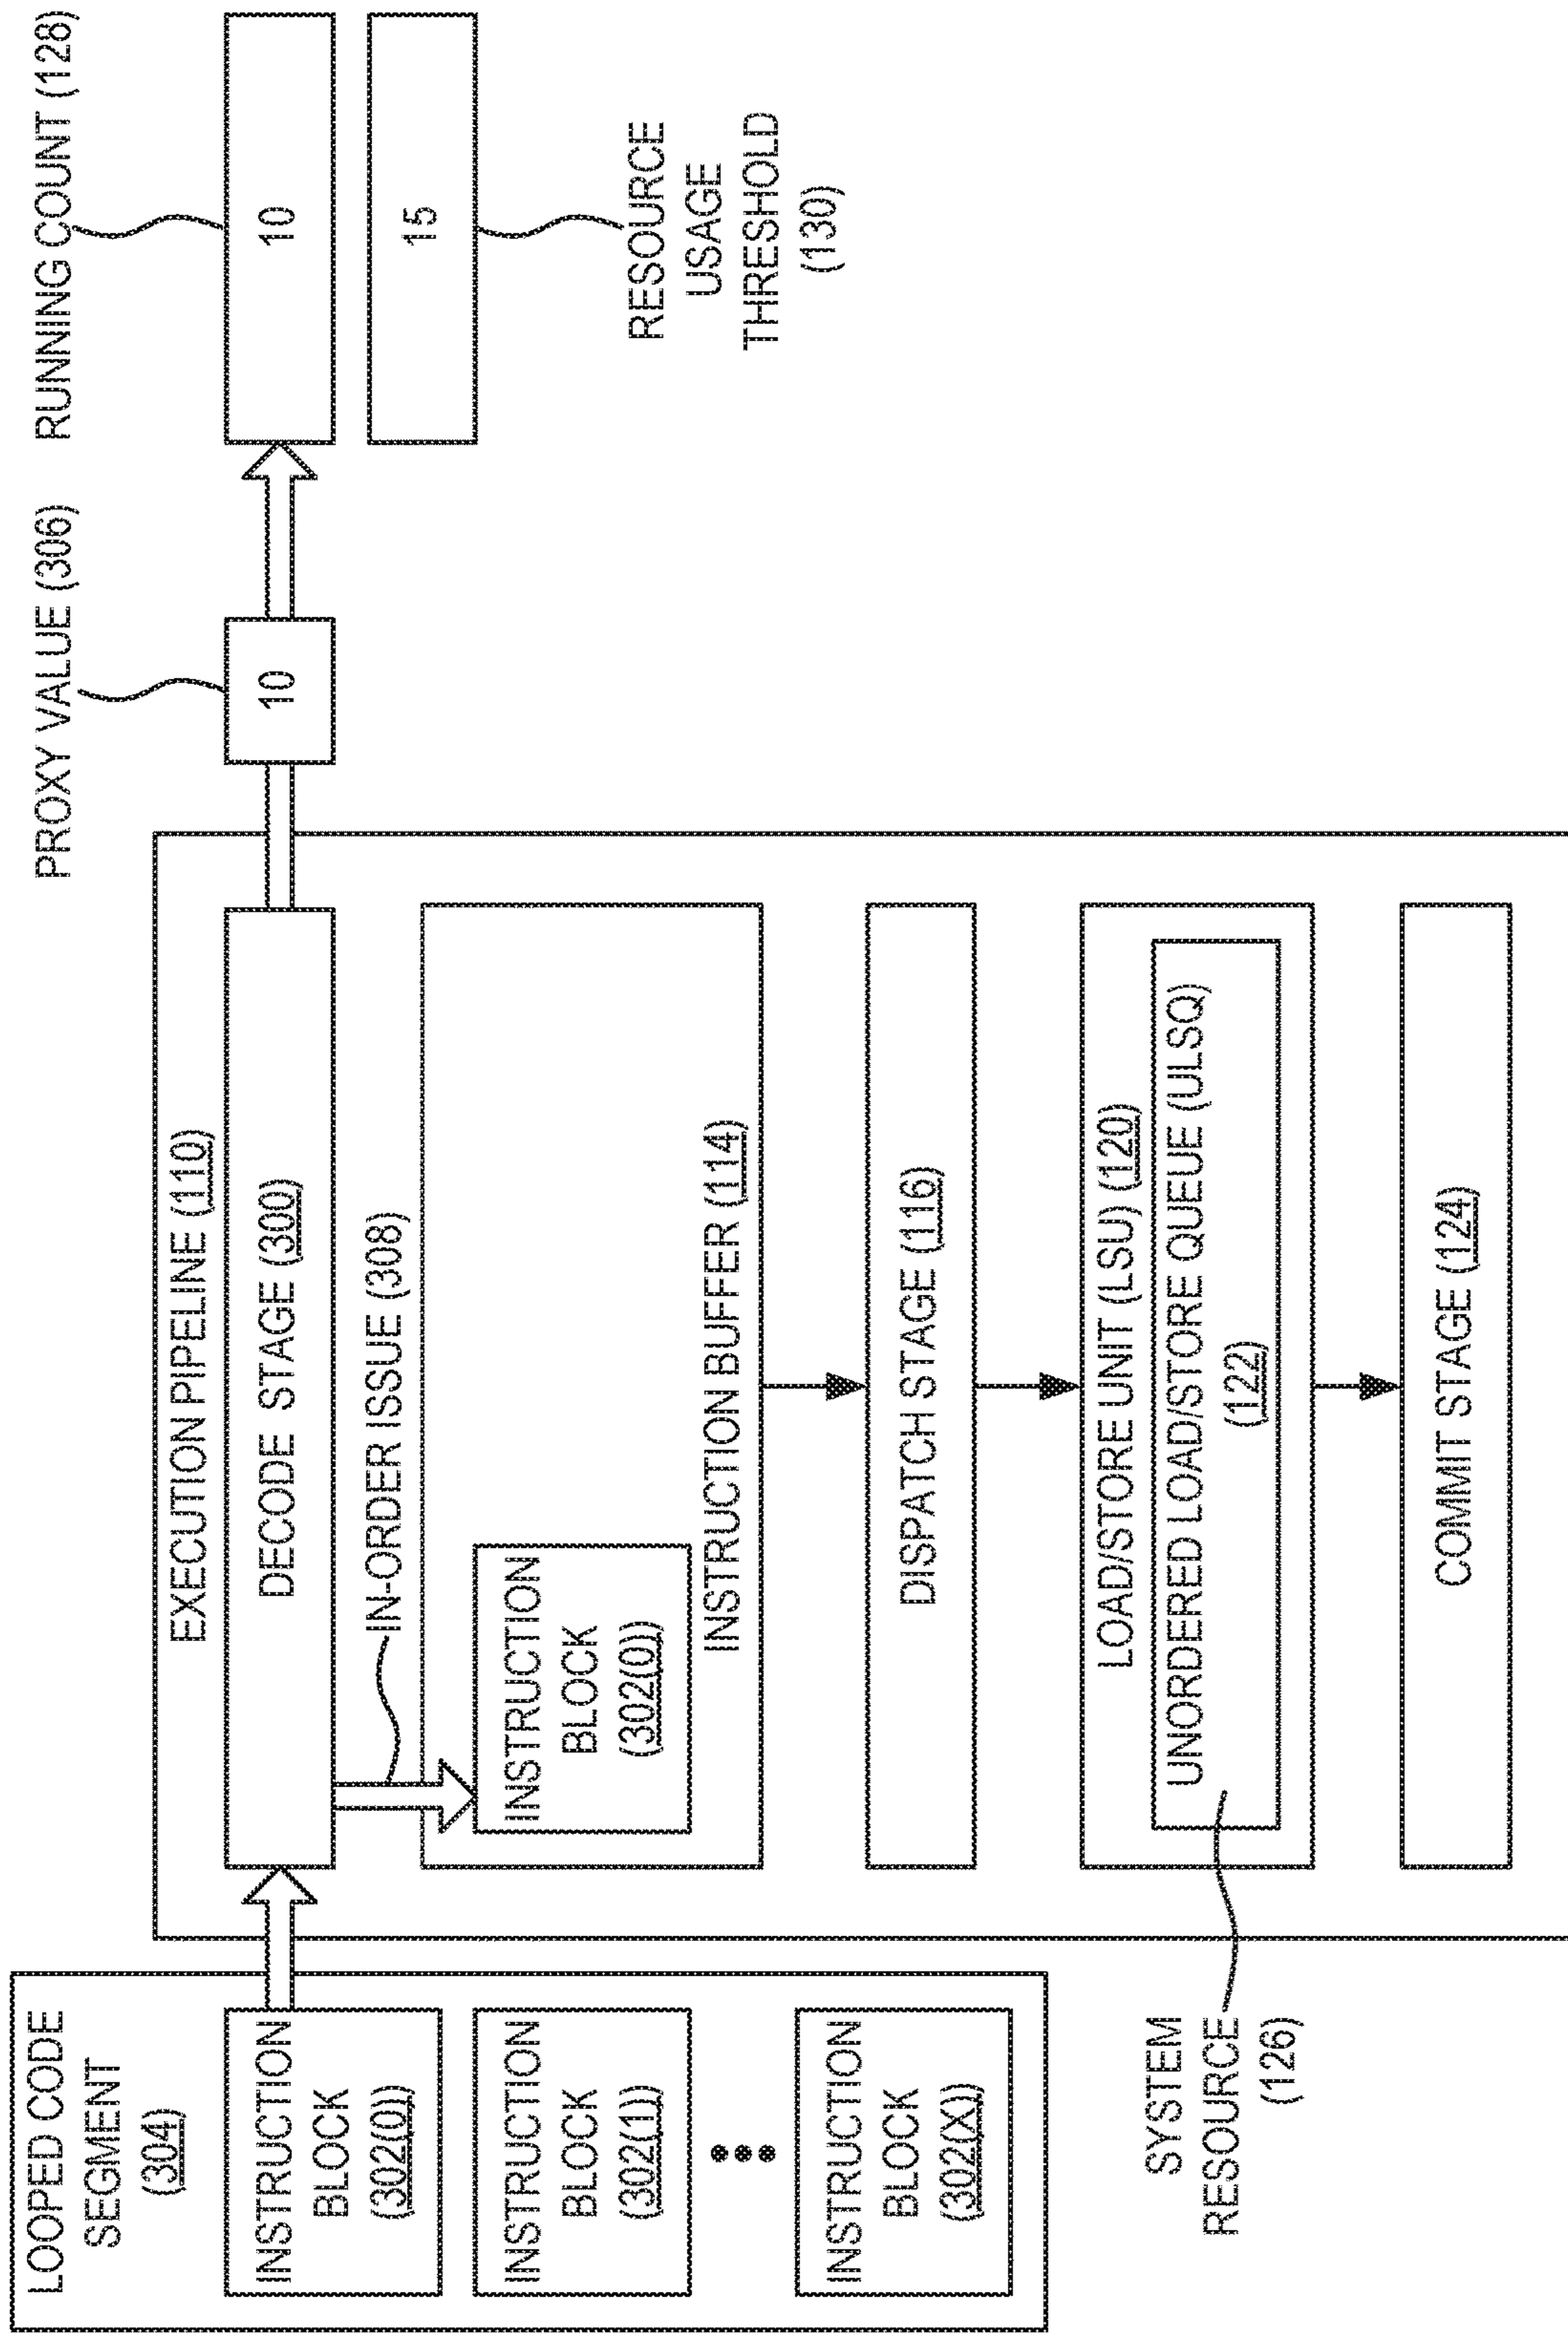 LOOPED CODE
SEGMENT
(304)
INSTRUCTION
BLOCK
(302(0))
INSTRUCTION
BLOCK
(302(1))
INSTRUCTION
BLOCK
(302(X))
SYSTEM
RESOURCE
(126)
EXECUTION PIPELINE (110)
DECODE STAGE (300)
IN-ORDER ISSUE (308)
INSTRUCTION
BLOCK
(302(0))
INSTRUCTION BUFFER (114)
DISPATCH STAGE (116)
LOAD/STORE UNIT (LSU) (120)
UNORDERED LOAD/STORE QUEUE (ULSQ)
(122)
COMMIT STAGE (124)
PROXY VALUE (306)
10
RUNNING COUNT (128)
10
15
RESOURCE
USAGE
THRESHOLD
(130)